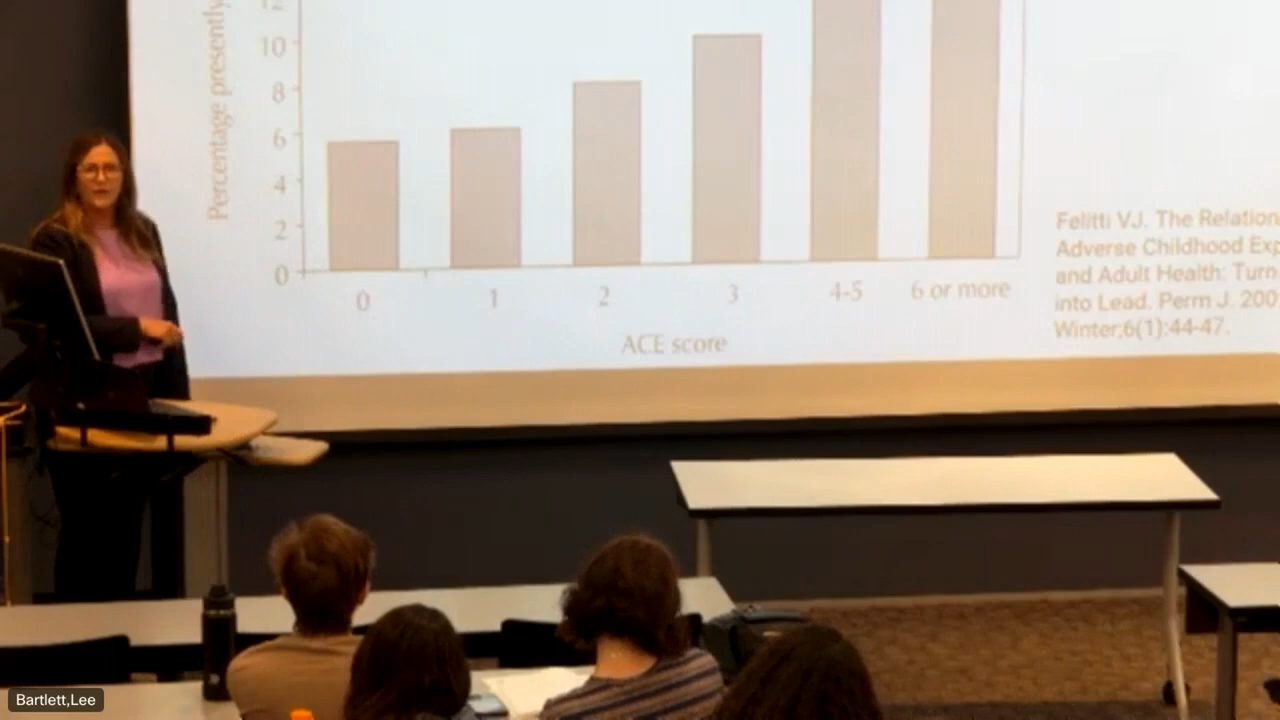 Percentage presently
12
10
8
6
4
2
0
0 1 2 3 4-5 6 or more
ACE score
Felitti VJ. The Relation
Adverse Childhood Exp
and Adult Health: Turn
into Lead. Perm J. 200
Winter;6(1):44-47.
Bartlett,Lee